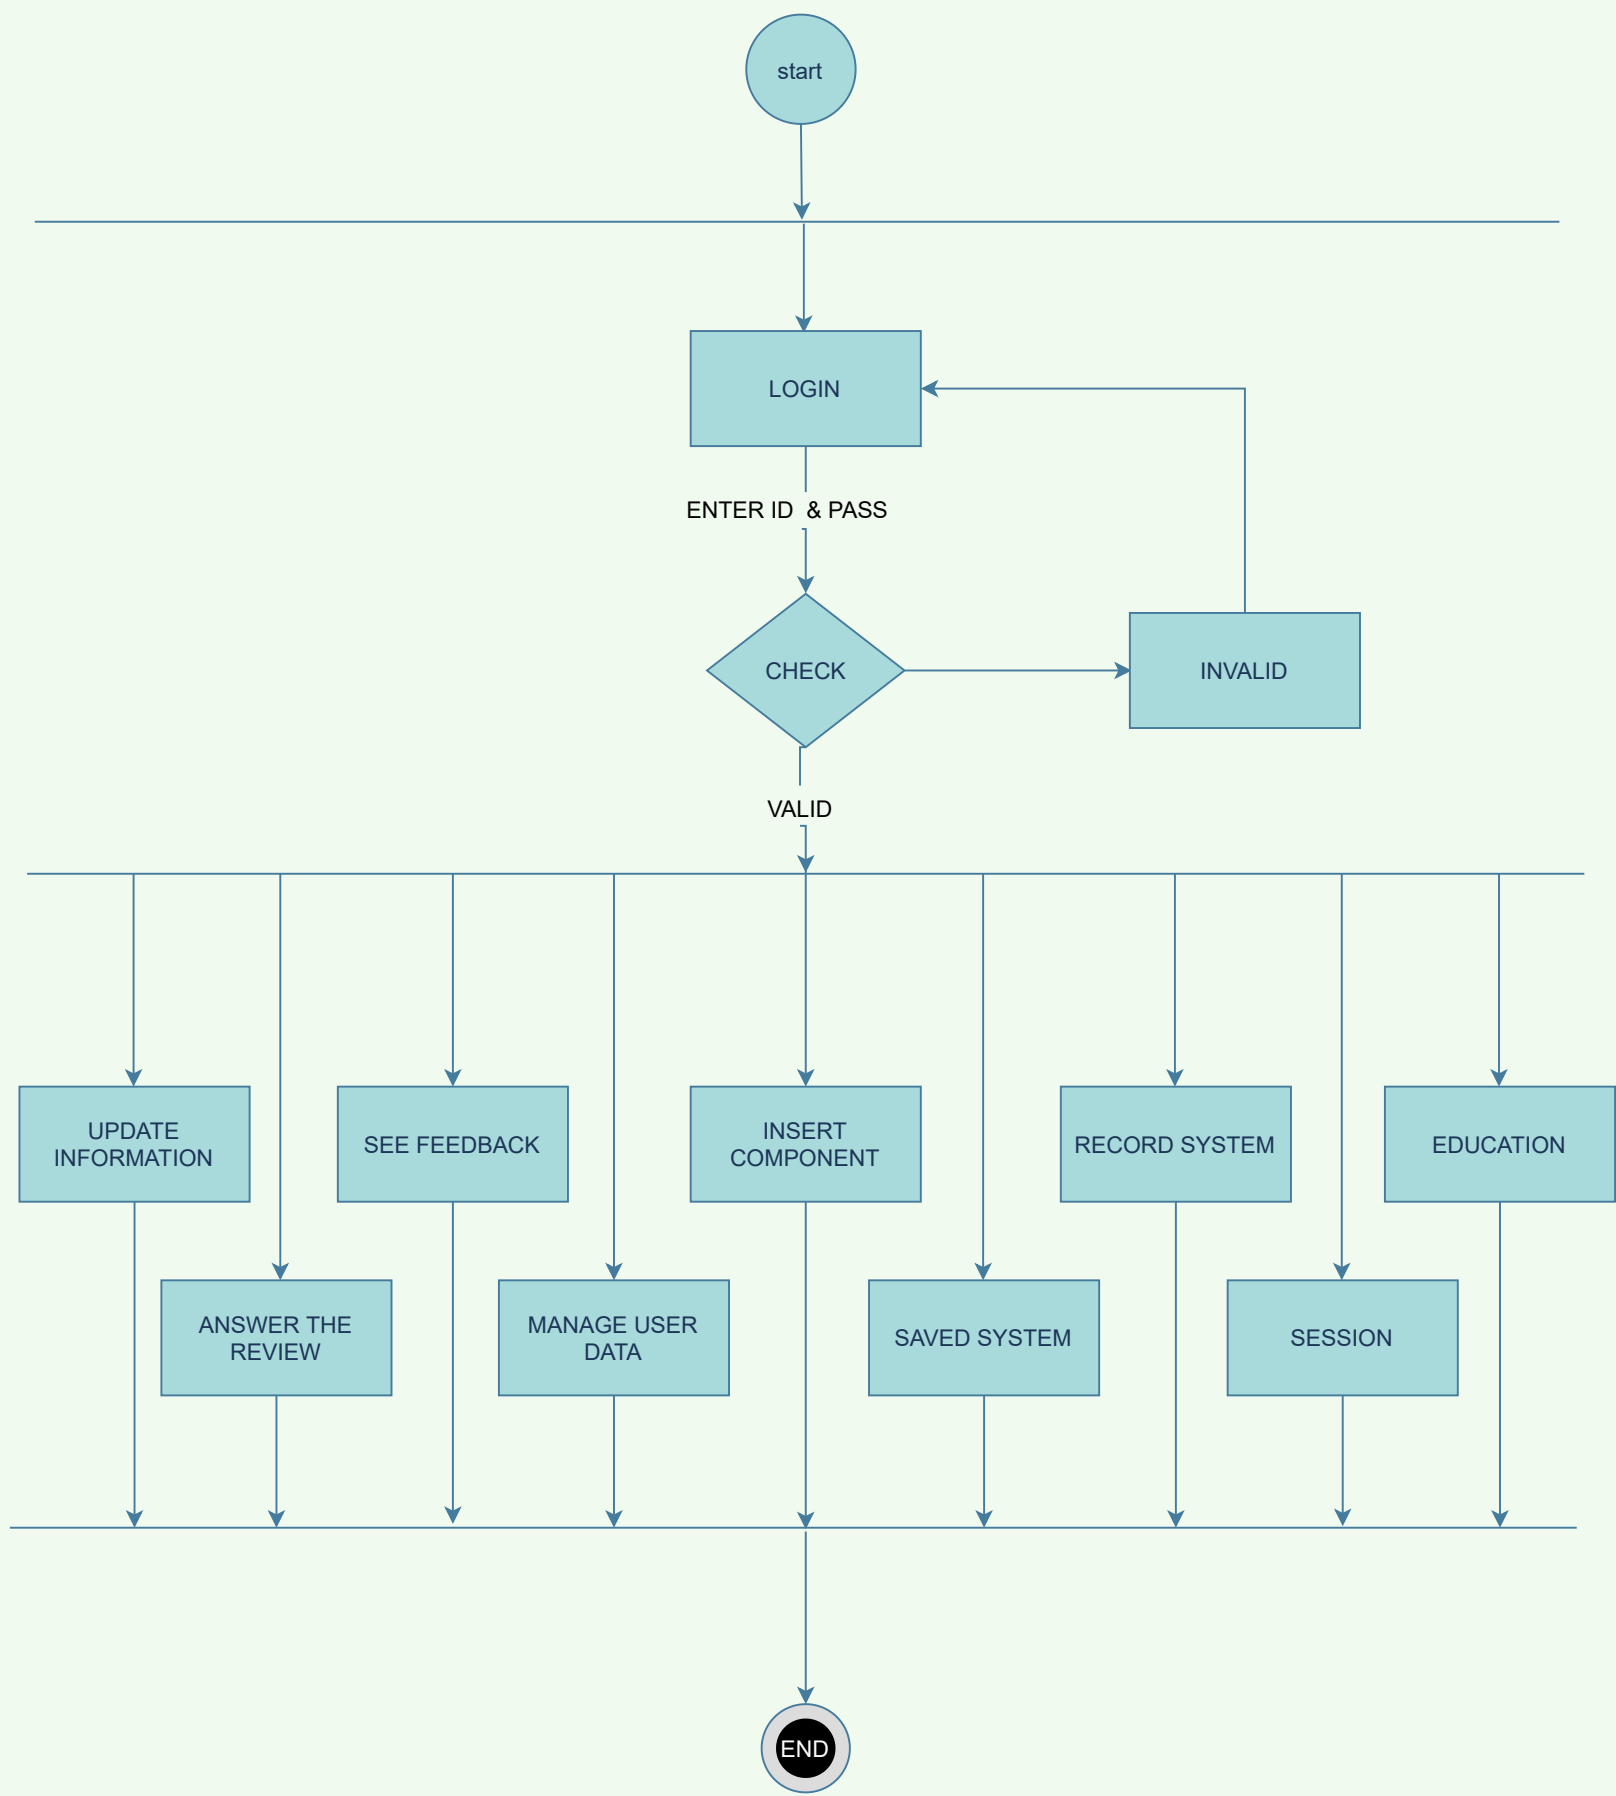 start
LOGIN
ENTER ID  & PASS
CHECK
INVALID
VALID
UPDATE
INFORMATION
SEE FEEDBACK
INSERT
COMPONENT
RECORD SYSTEM
EDUCATION
ANSWER THE
REVIEW
MANAGE USER
DATA
SAVED SYSTEM
SESSION
END